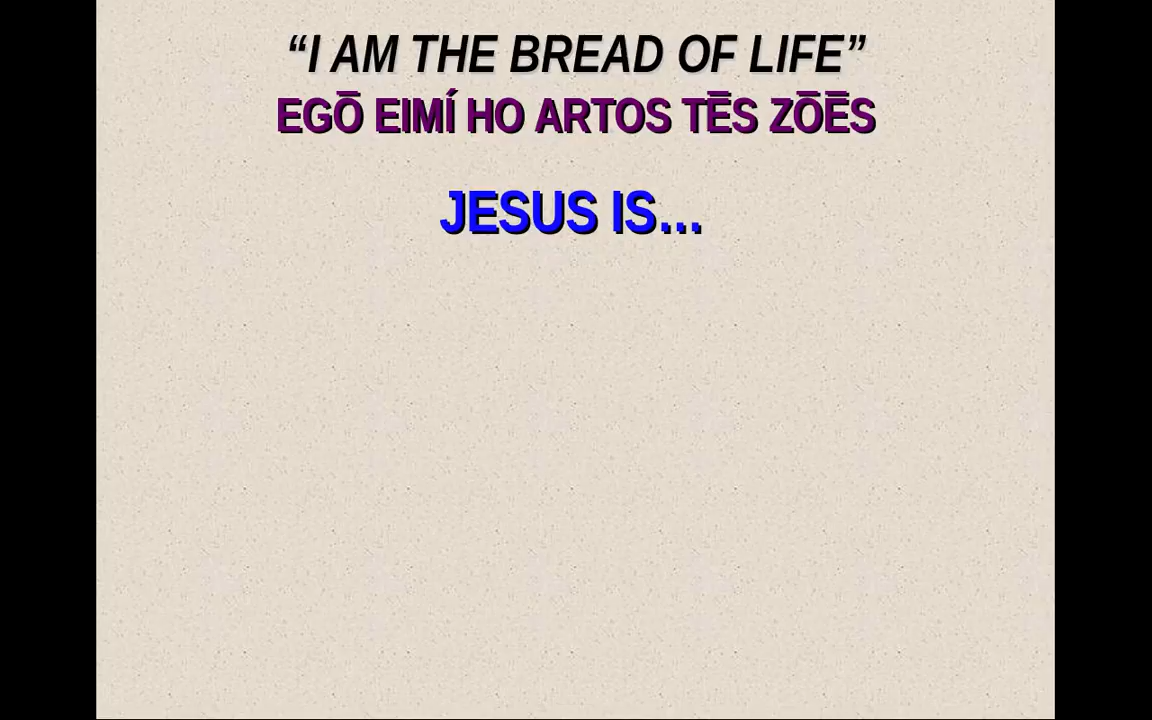 “I AM THE BREAD OF LIFE”
EGŌ EIMÍ HO ARTOS TĒS ZŌĒS
JESUS IS…